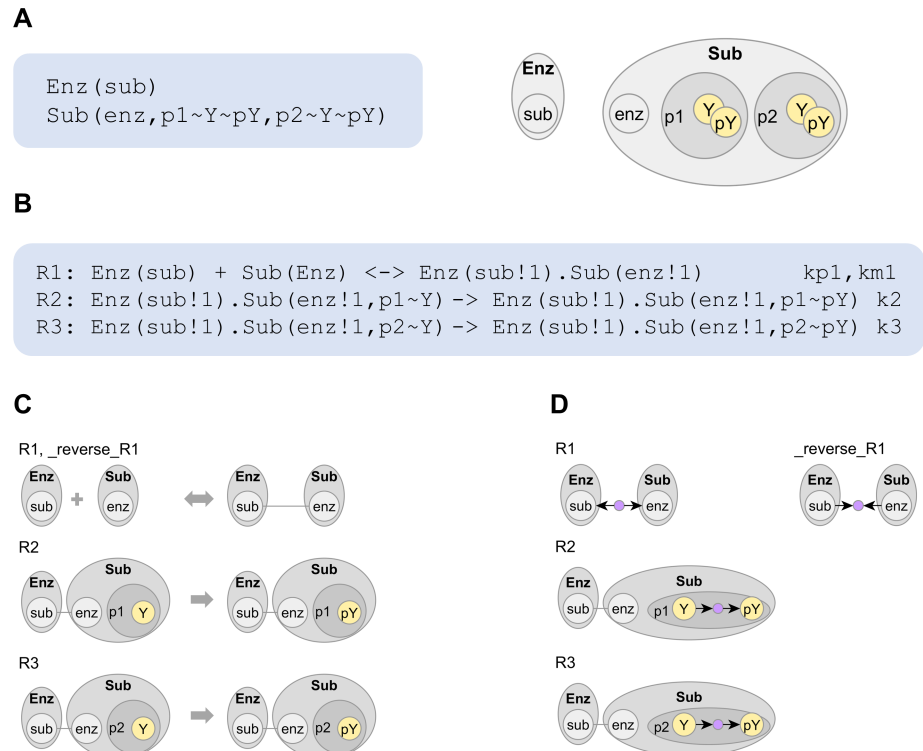 A
Enz(sub)
Sub(enz,p1~Y~pY,p2~Y~pY)
Enz
sub
Sub
enz
p1
Y
pY
p2
Y
pY
B
R1: Enz(sub) + Sub(Enz) <-> Enz(sub!1).Sub(enz!1) kp1,km1
R2: Enz(sub!1).Sub(enz!1,p1~Y)-> Enz(sub!1).Sub(enz!1,p1~pY) k2
R3: Enz(sub!1).Sub(enz!1,p2~Y)-> Enz(sub!1).Sub(enz!1,p2~pY) k3
C
R1, _reverse_R1
Enz Sub Enz Sub
sub + enz sub enz
R2
Enz Sub Enz Sub
sub enz p1 Y sub enz p1 pY
R3
Enz Sub Enz Sub
sub enz p2 Y sub enz p2 pY
D
R1 _reverse_R1
Enz Sub Enz Sub
sub enz sub enz
R2
Enz Sub
sub enz p1 Y pY
R3
Enz Sub
sub enz p2 Y pY